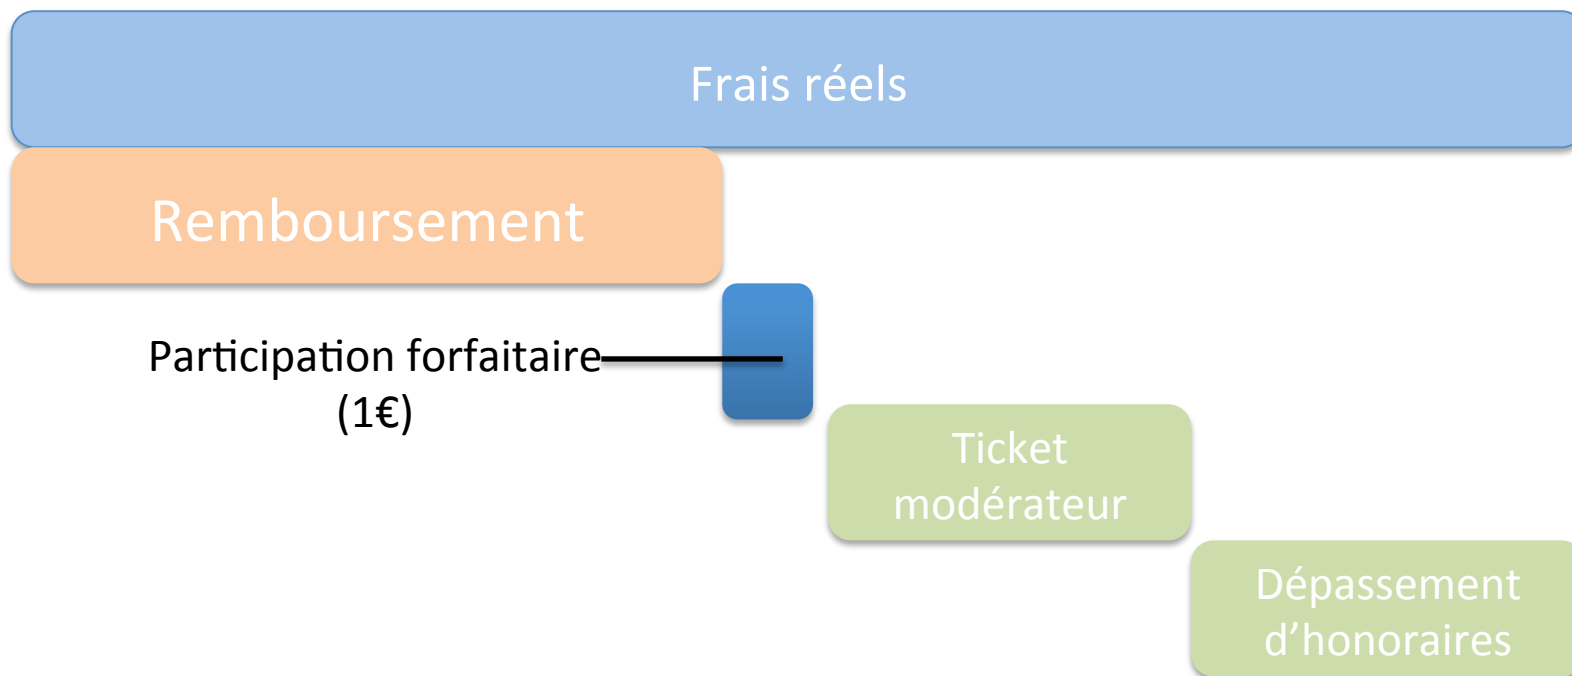 Frais réels
Remboursement
Participation forfaitaire
(1€)
Ticket
modérateur
Dépassement
d’honoraires